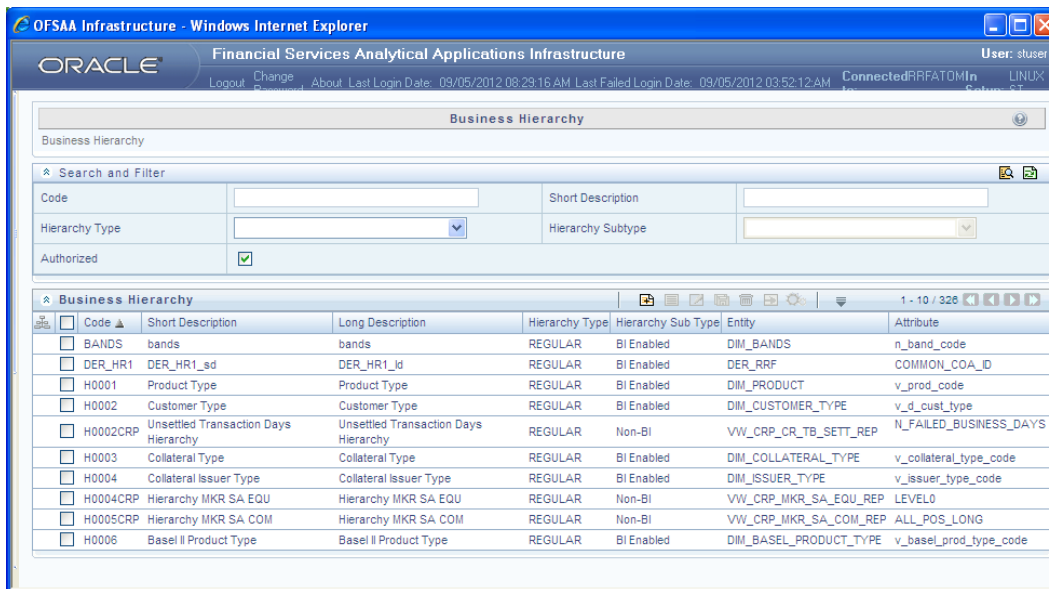 OFSAA Infrastructure - Windows Internet Explorer
ORACLE
Financial Services Analytical Applications Infrastructure
User: stuser
Logout Change About Last Login Date: 09/05/2012 08:29:16 AM Last Failed Login Date: 09/05/2012 03:52:12:AM Connected RRFATOM In LINUX
Business Hierarchy
Business Hierarchy
Search and Filter
Code Short Description
Hierarchy Type Hierarchy Subtype
Authorized
Business Hierarchy 1 - 10 / 326
Code Short Description Long Description Hierarchy Type Hierarchy Sub Type Entity Attribute
BANDS bands bands REGULAR BI Enabled DIM_BANDS n_band_code
DER_HR1 DER_HR1_sd DER_HR1_ld REGULAR BI Enabled DER_RRF COMMON_COA_ID
H0001 Product Type Product Type REGULAR BI Enabled DIM_PRODUCT v_prod_code
H0002 Customer Type Customer Type REGULAR BI Enabled DIM_CUSTOMER_TYPE v_d_cust_type
H0002CRP Unsettled Transaction Days Hierarchy Unsettled Transaction Days Hierarchy REGULAR Non-BI VW_CRP_CR_TB_SETT_REP N_FAILED_BUSINESS_DAYS
H0003 Collateral Type Collateral Type REGULAR BI Enabled DIM_COLLATERAL_TYPE v_collateral_type_code
H0004 Collateral Issuer Type Collateral Issuer Type REGULAR BI Enabled DIM_ISSUER_TYPE v_issuer_type_code
H0004CRP Hierarchy MKR SA EQU Hierarchy MKR SA EQU REGULAR Non-BI VW_CRP_MKR_SA_EQU_REP LEVEL0
H0005CRP Hierarchy MKR SA COM Hierarchy MKR SA COM REGULAR Non-BI VW_CRP_MKR_SA_COM_REP ALL_POS_LONG
H0006 Basel II Product Type Basel II Product Type REGULAR BI Enabled DIM_BASEL_PRODUCT_TYPE v_basel_prod_type_code